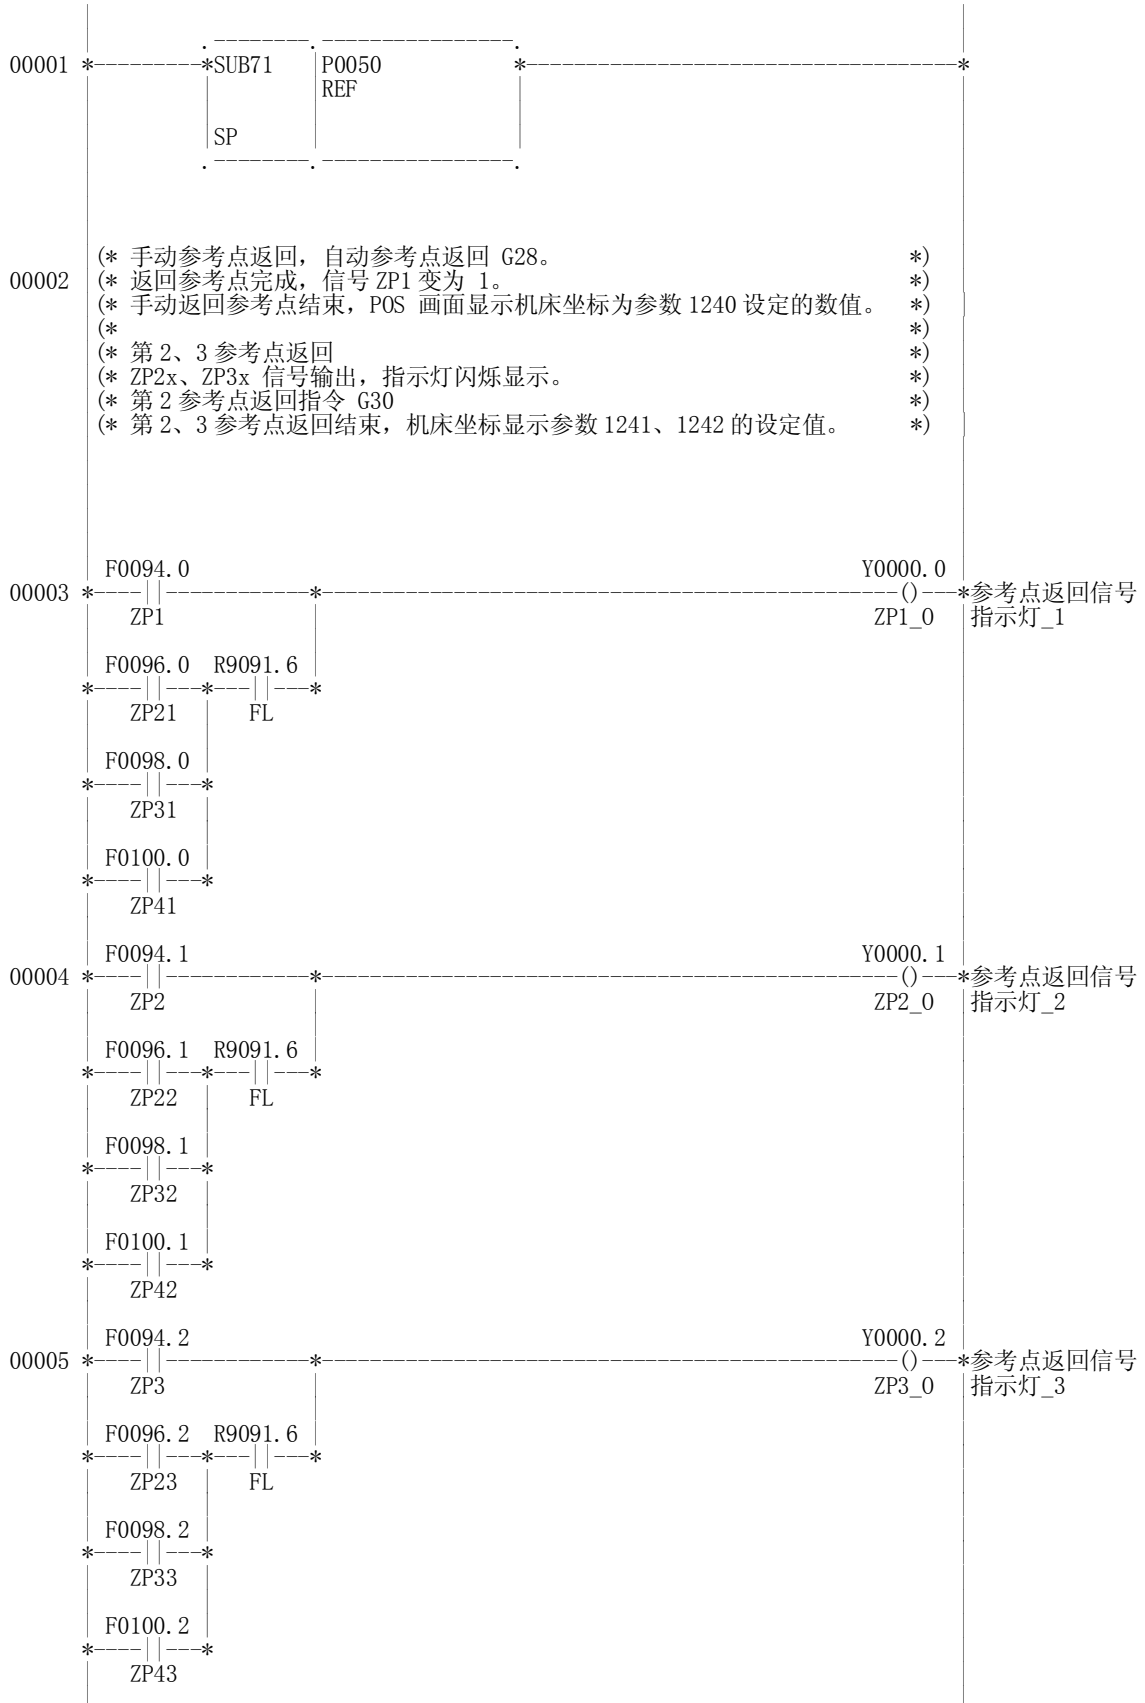 00001 SUB71 P0050
REF
SP
(* 手动参考点返回，自动参考点返回 G28。 *)
00002 (* 返回参考点完成，信号 ZP1 变为 1。 *)
(* 手动返回参考点结束，POS 画面显示机床坐标为参数 1240 设定的数值。 *)
(* *)
(* 第 2、3 参考点返回 *)
(* ZP2x、ZP3x 信号输出，指示灯闪烁显示。 *)
(* 第 2 参考点返回指令 G30 *)
(* 第 2、3 参考点返回结束，机床坐标显示参数 1241、1242 的设定值。 *)
F0094.0 Y0000.0
00003 参考点返回信号
ZP1 ZP1_O 指示灯_1
F0096.0 R9091.6
ZP21 FL
F0098.0
ZP31
F0100.0
ZP41
F0094.1 Y0000.1
00004 参考点返回信号
ZP2 ZP2_O 指示灯_2
F0096.1 R9091.6
ZP22 FL
F0098.1
ZP32
F0100.1
ZP42
F0094.2 Y0000.2
00005 参考点返回信号
ZP3 ZP3_O 指示灯_3
F0096.2 R9091.6
ZP23 FL
F0098.2
ZP33
F0100.2
ZP43